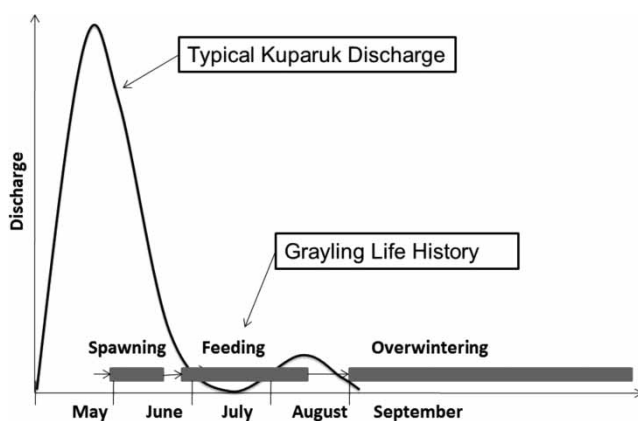 Typical Kuparuk Discharge
Discharge
Grayling Life History
Spawning Feeding Overwintering
May June July August September